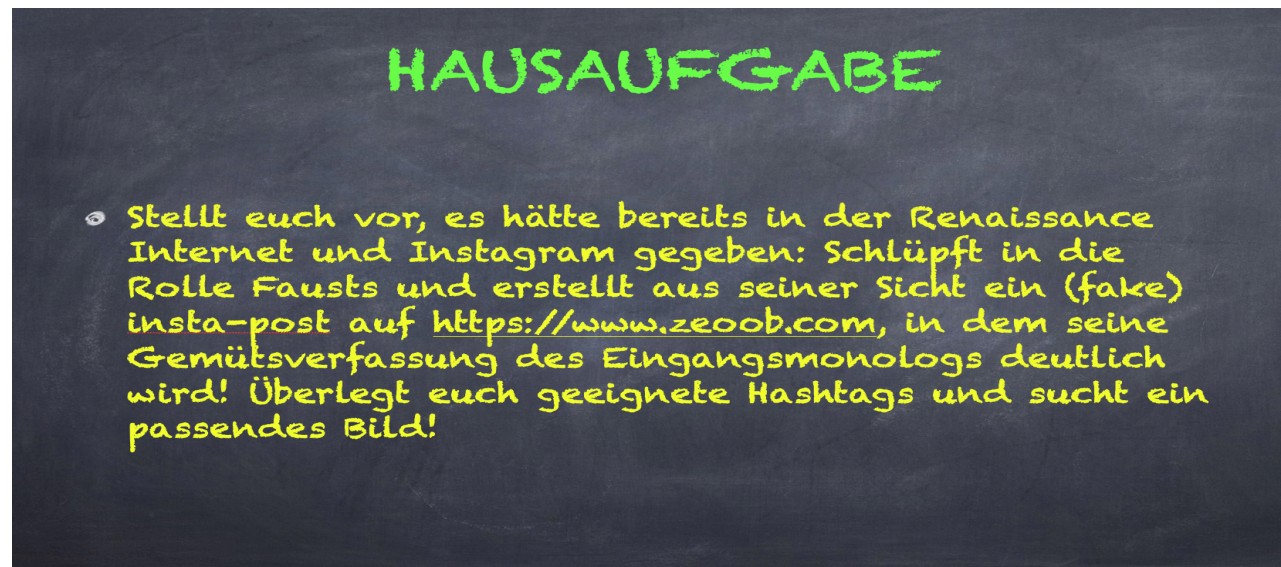 HAUSAUFGABE
Stellt euch vor, es hätte bereits in der Renaissance
Internet und Instagram gegeben: Schlüpft in die
Rolle Fausts und erstellt aus seiner Sicht ein (fake)
insta-post auf https://www.zeoob.com, in dem seine
Gemütsverfassung des Eingangsmonologs deutlich
wird! Überlegt euch geeignete Hashtags und sucht ein
passendes Bild!